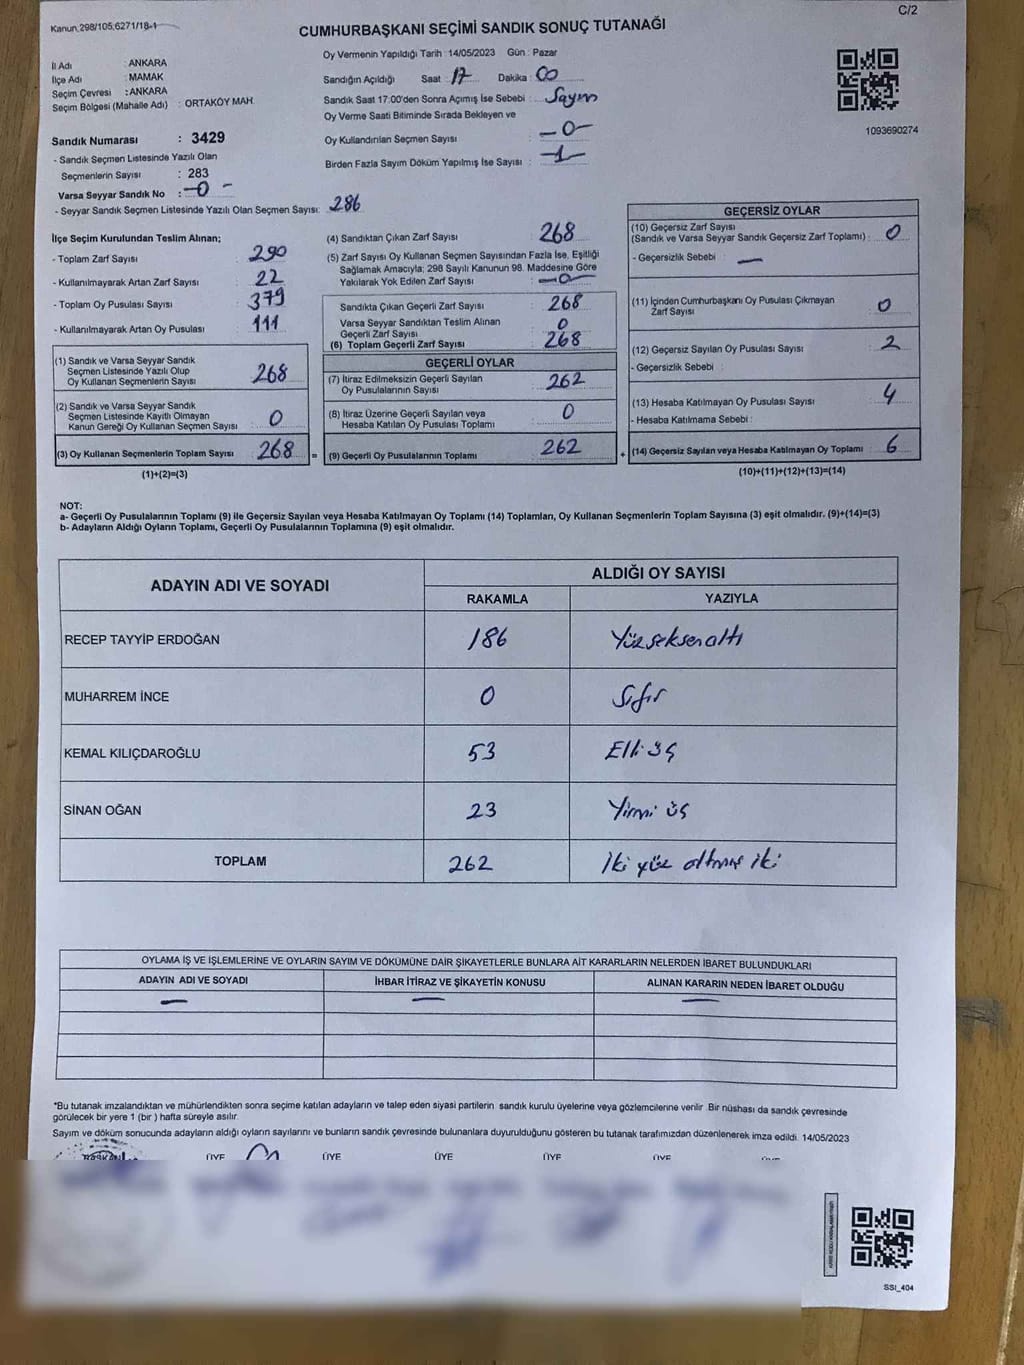 Kanun,298/105,6271/18-1
C/2
CUMHURBAŞKANI SEÇİMİ SANDIK SONUÇ TUTANAĞI
İl Adı : ANKARA
İlçe Adı : MAMAK
Seçim Çevresi : ANKARA
Seçim Bölgesi (Mahalle Adı) : ORTAKÖY MAH.
Oy Vermenin Yapıldığı Tarih : 14/05/2023 Gün : Pazar
Sandığın Açıldığı Saat : 17 Dakika : 00
Sandık Saat 17:00'den Sonra Açımış İse Sebebi : Sayım
Oy Verme Saati Bitiminde Sırada Bekleyen ve
Oy Kullandırılan Seçmen Sayısı : -0-
Birden Fazla Sayım Döküm Yapılmış İse Sayısı : -1-
1093690274
Sandık Numarası : 3429
- Sandık Seçmen Listesinde Yazılı Olan
Seçmenlerin Sayısı : 283
Varsa Seyyar Sandık No : -0-
- Seyyar Sandık Seçmen Listesinde Yazılı Olan Seçmen Sayısı: 286
İlçe Seçim Kurulundan Teslim Alınan;
- Toplam Zarf Sayısı : 290
- Kullanılmayarak Artan Zarf Sayısı : 22
- Toplam Oy Pusulası Sayısı : 379
- Kullanılmayarak Artan Oy Pusulası : 111
(1) Sandık ve Varsa Seyyar Sandık
Seçmen Listesinde Yazılı Olup
Oy Kullanan Seçmenlerin Sayısı : 268
(2) Sandık ve Varsa Seyyar Sandık
Seçmen Listesinde Kayıtlı Olmayan
Kanun Gereği Oy Kullanan Seçmen Sayısı : 0
(3) Oy Kullanan Seçmenlerin Toplam Sayısı : 268
(1)+(2)=(3)
(4) Sandıktan Çıkan Zarf Sayısı : 268
(5) Zarf Sayısı Oy Kullanan Seçmen Sayısından Fazla İse, Eşitliği
Sağlamak Amacıyla; 298 Sayılı Kanunun 98. Maddesine Göre
Yakılarak Yok Edilen Zarf Sayısı : -0-
Sandıkta Çıkan Geçerli Zarf Sayısı : 268
Varsa Seyyar Sandıktan Teslim Alınan
Geçerli Zarf Sayısı : 0
(6) Toplam Geçerli Zarf Sayısı : 268
GEÇERLİ OYLAR
(7) İtiraz Edilmeksizin Geçerli Sayılan
Oy Pusulasının Sayısı : 262
(8) İtiraz Üzerine Geçerli Sayılan veya
Hesaba Katılan Oy Pusulası Toplamı : 0
= (9) Geçerli Oy Pusulalarının Toplamı : 262 +
GEÇERSİZ OYLAR
(10) Geçersiz Zarf Sayısı
(Sandık ve Varsa Seyyar Sandık Geçersiz Zarf Toplamı) : 0
- Geçersizlik Sebebi : —
(11) İçinden Cumhurbaşkanı Oy Pusulası Çıkmayan
Zarf Sayısı : 0
(12) Geçersiz Sayılan Oy Pusulası Sayısı : 2
- Geçersizlik Sebebi :
(13) Hesaba Katılmayan Oy Pusulası Sayısı : 4
- Hesaba Katılmama Sebebi :
(14) Geçersiz Sayılan veya Hesaba Katılmayan Oy Toplamı : 6
(10)+(11)+(12)+(13)=(14)
NOT:
a- Geçerli Oy Pusulalarının Toplamı (9) ile Geçersiz Sayılan veya Hesaba Katılmayan Oy Toplamı (14) Toplamları, Oy Kullanan Seçmenlerin Toplam Sayısına (3) eşit olmalıdır. (9)+(14)=(3)
b- Adayların Aldığı Oyların Toplamı, Geçerli Oy Pusulalarının Toplamına (9) eşit olmalıdır.
ADAYIN ADI VE SOYADI
ALDIĞI OY SAYISI
RAKAMLA YAZIYLA
RECEP TAYYİP ERDOĞAN 186 Yüzseksenaltı
MUHARREM İNCE 0 Sıfır
KEMAL KILIÇDAROĞLU 53 Elli üç
SİNAN OĞAN 23 Yirmi üç
TOPLAM 262 İki yüz altmış iki
OYLAMA İŞ VE İŞLEMLERİNE VE OYLARIN SAYIM VE DÖKÜMÜNE DAİR ŞİKAYETLERLE BUNLARA AİT KARARLARIN NELERDEN İBARET BULUNDUKLARI
ADAYIN ADI VE SOYADI İHBAR İTİRAZ VE ŞİKAYETİN KONUSU ALINAN KARARIN NEDEN İBARET OLDUĞU
— — —
*Bu tutanak imzalandıktan ve mühürlendikten sonra seçime katılan adayların ve talep eden siyasi partilerin sandık kurulu üyelerine veya gözlemcilerine verilir. Bir nüshası da sandık çevresinde
görülecek bir yere 1 (bir ) hafta süreyle asılır.
Sayım ve döküm sonucunda adayların aldığı oyların sayılarını ve bunların sandık çevresinde bulunanlara duyurulduğunu gösteren bu tutanak tarafımızdan düzenlenerek imza edildi. 14/05/2023
BAŞKAN ÜYE ÜYE ÜYE ÜYE ÜYE
SSI_404